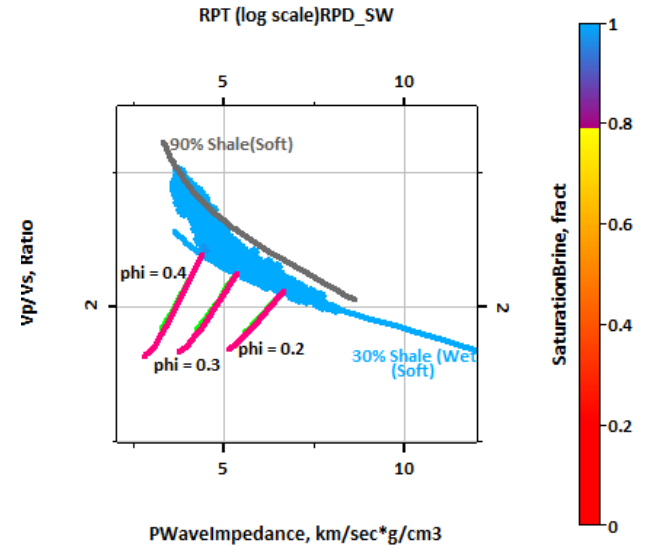 RPT (log scale)RPD_SW
5 10
90% Shale(Soft)
phi = 0.4
phi = 0.3
phi = 0.2
30% Shale (Wet
(Soft)
2
2
Vp/Vs, Ratio
5 10
PWaveImpedance, km/sec*g/cm3
SaturationBrine, fract
1
0.8
0.6
0.4
0.2
0